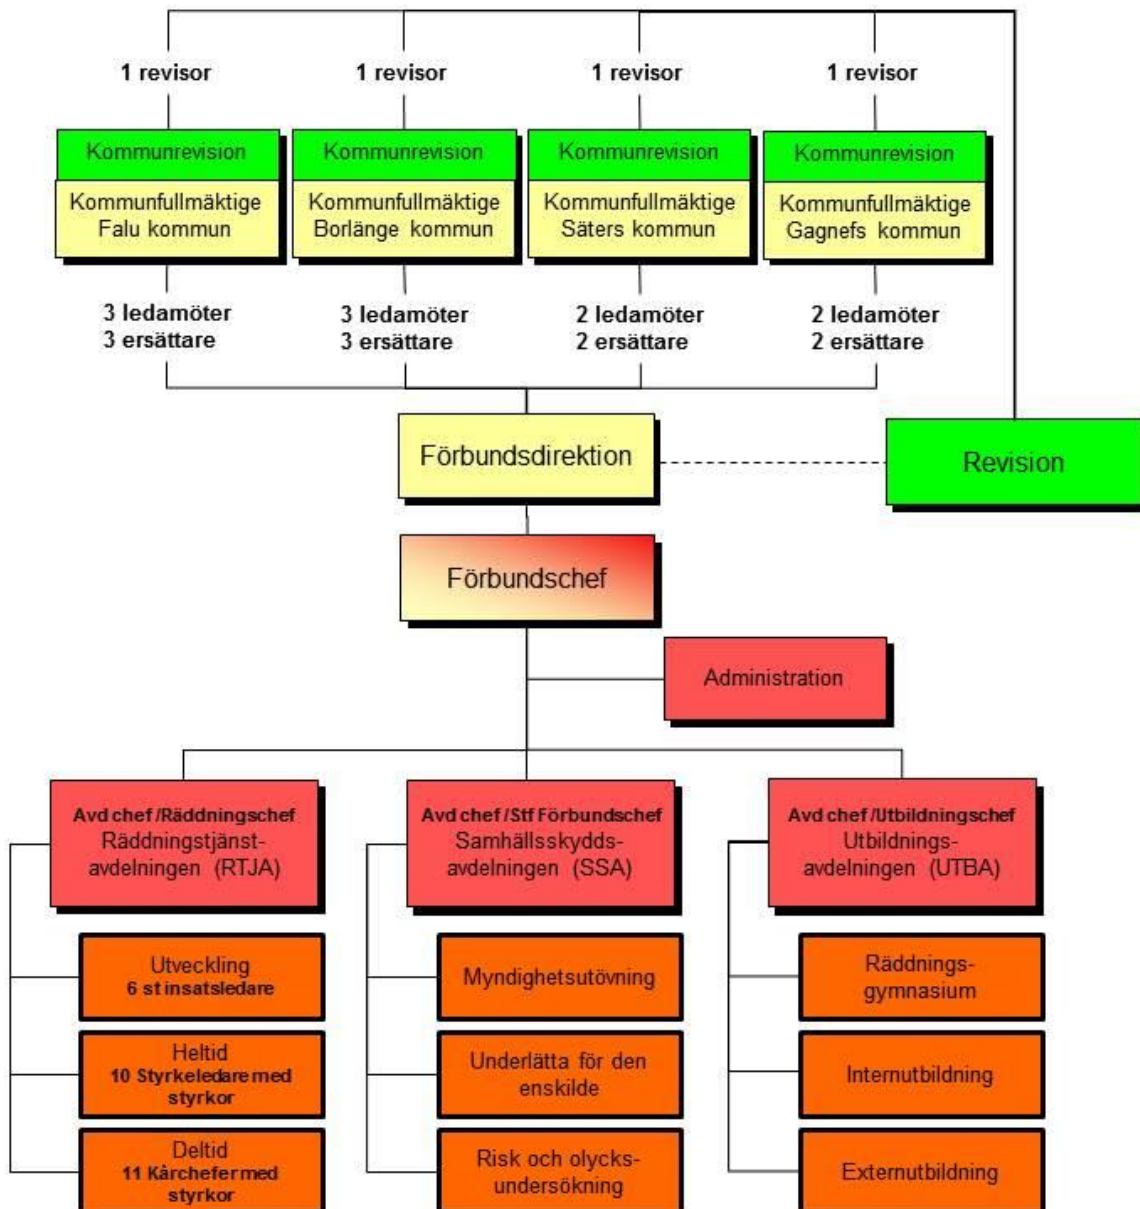 1 revisor
1 revisor
1 revisor
1 revisor
Kommunrevision
Kommunfullmäktige
Falu kommun
Kommunrevision
Kommunfullmäktige
Borlänge kommun
Kommunrevision
Kommunfullmäktige
Säters kommun
Kommunrevision
Kommunfullmäktige
Gagnefs kommun
3 ledamöter
3 ersättare
3 ledamöter
3 ersättare
2 ledamöter
2 ersättare
2 ledamöter
2 ersättare
Förbundsdirektion
Revision
Förbundschef
Administration
Avd chef /Räddningschef
Räddningstjänst-
avdelningen (RTJA)
Utveckling
6 st insatsledare
Heltid
10 Styrkeledare med
styrkor
Deltid
11 Kårchefer med
styrkor
Avd chef /Stf Förbundschef
Samhällsskydds-
avdelningen (SSA)
Myndighetsutövning
Underlätta för den
enskilde
Risk och olycks-
undersökning
Avd chef /Utbildningschef
Utbildnings-
avdelningen (UTBA)
Räddnings-
gymnasium
Internutbildning
Externutbildning